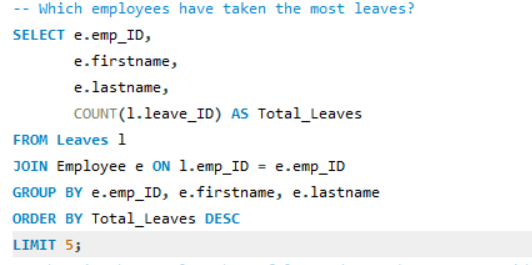 -- Which employees have taken the most leaves?
SELECT e.emp_ID,
e.firstname,
e.lastname,
COUNT(l.leave_ID) AS Total_Leaves
FROM Leaves l
JOIN Employee e ON l.emp_ID = e.emp_ID
GROUP BY e.emp_ID, e.firstname, e.lastname
ORDER BY Total_Leaves DESC
LIMIT 5;